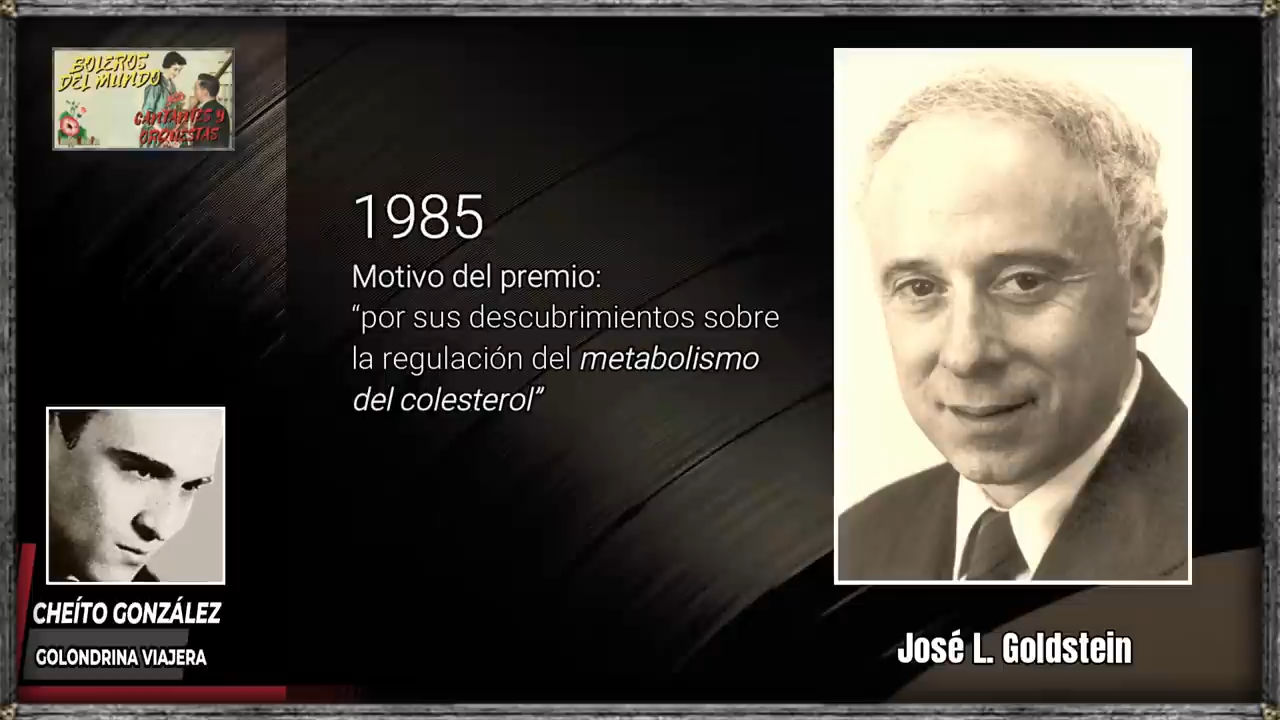 BOLEROS
DEL MUNDO
CANTANTES Y
ORQUESTAS
1985
Motivo del premio:
“por sus descubrimientos sobre
la regulación del metabolismo
del colesterol”
CHEÍTO GONZÁLEZ
GOLONDRINA VIAJERA
José L. Goldstein